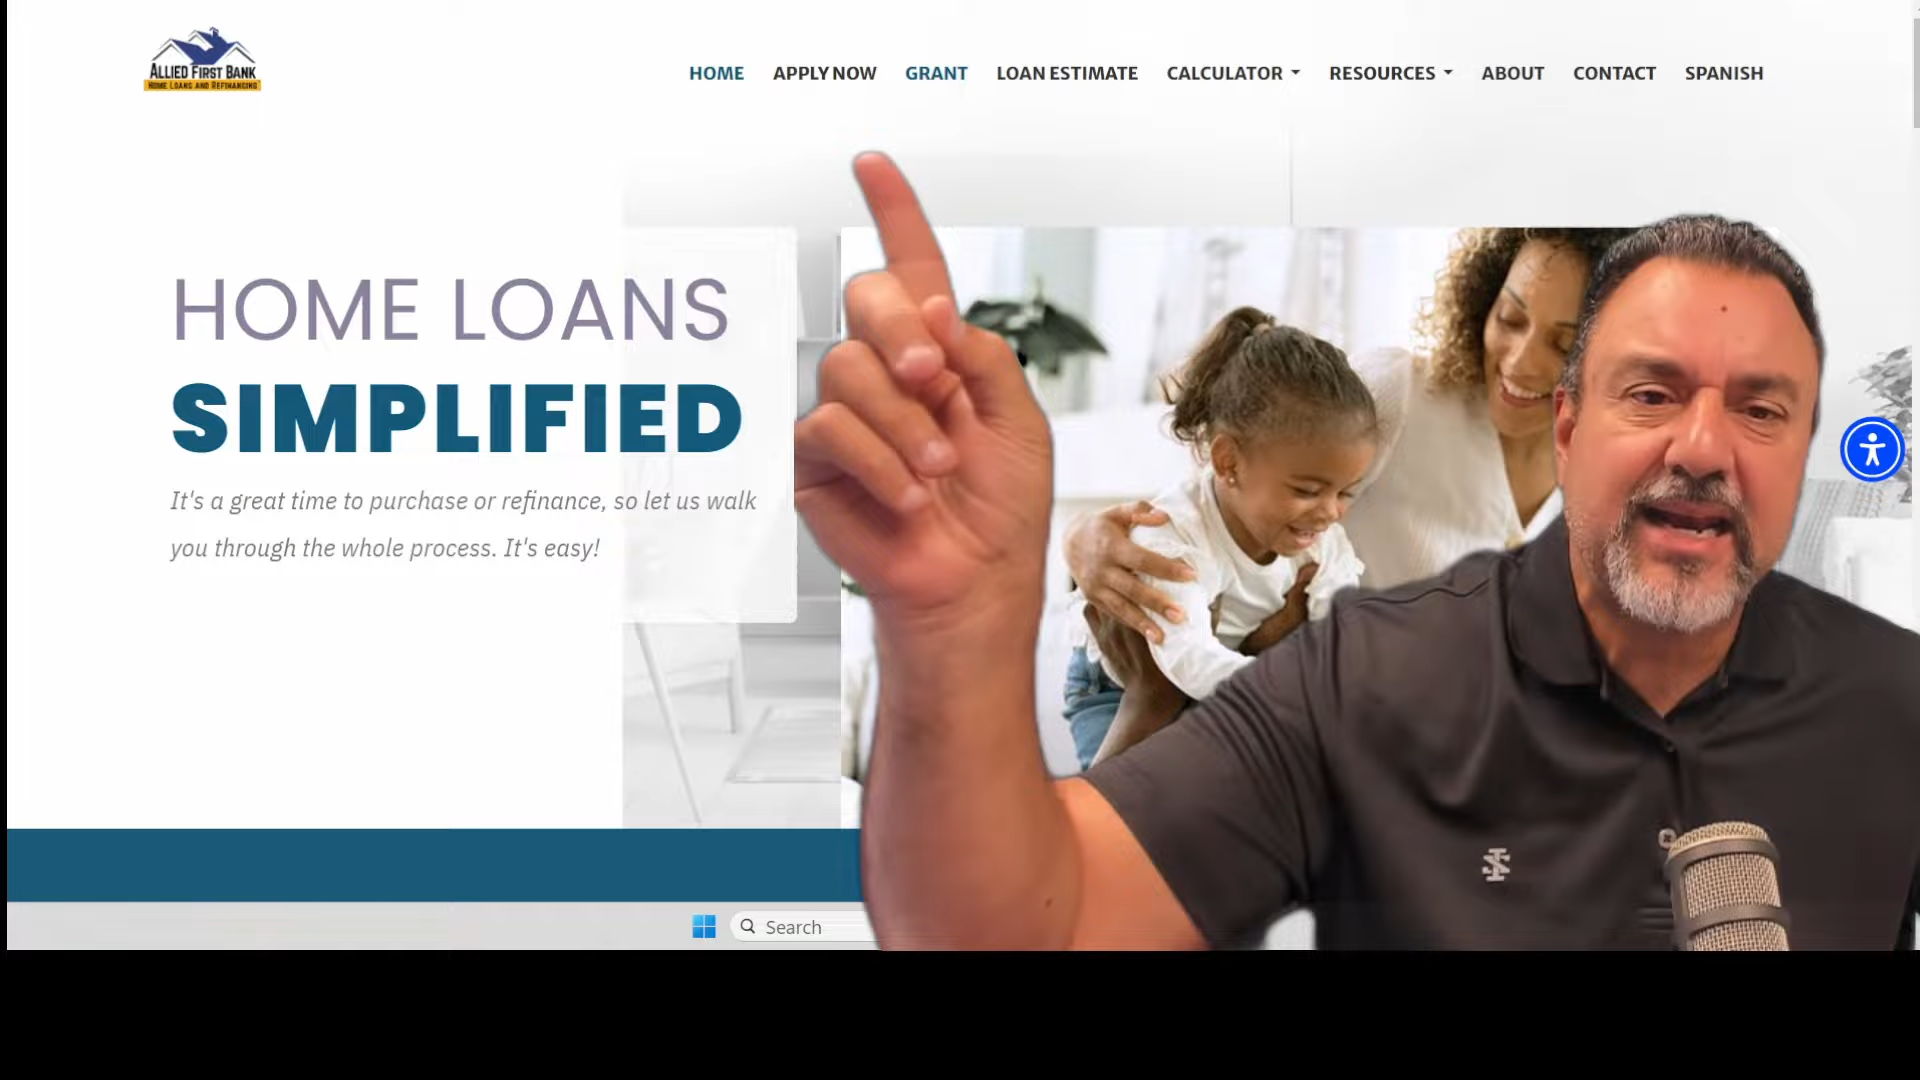 ALLIED FIRST BANK
HOME LOANS AND REFINANCING
HOME APPLY NOW GRANT LOAN ESTIMATE CALCULATOR RESOURCES ABOUT CONTACT SPANISH
HOME LOANS
SIMPLIFIED
It's a great time to purchase or refinance, so let us walk
you through the whole process. It's easy!
Search